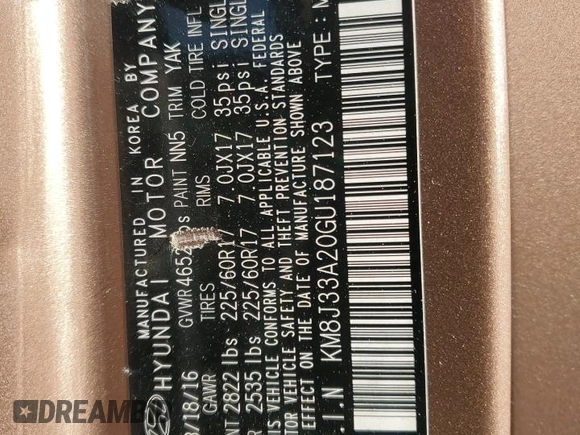 MANUFACTURED IN KOREA BY
HYUNDAI MOTOR COMPANY
/18/16 GVWR 4652 PAINT NN5 TRIM YAK
GAWR TIRES RMS COLD TIRE INFL
NT 2822 lbs 225/60R17 7.0JX17 35psi SINGL
R 2535 lbs 225/60R17 7.0JX17 35psi SINGL
IS VEHICLE CONFORMS TO ALL APPLICABLE U.S.A. FEDERAL
TOR VEHICLE SAFETY AND THEFT PREVENTION STANDARDS
EFFECT ON THE DATE OF MANUFACTURE SHOWN ABOVE
.I.N KM8J33A20GU187123 TYPE: M
DREAMB